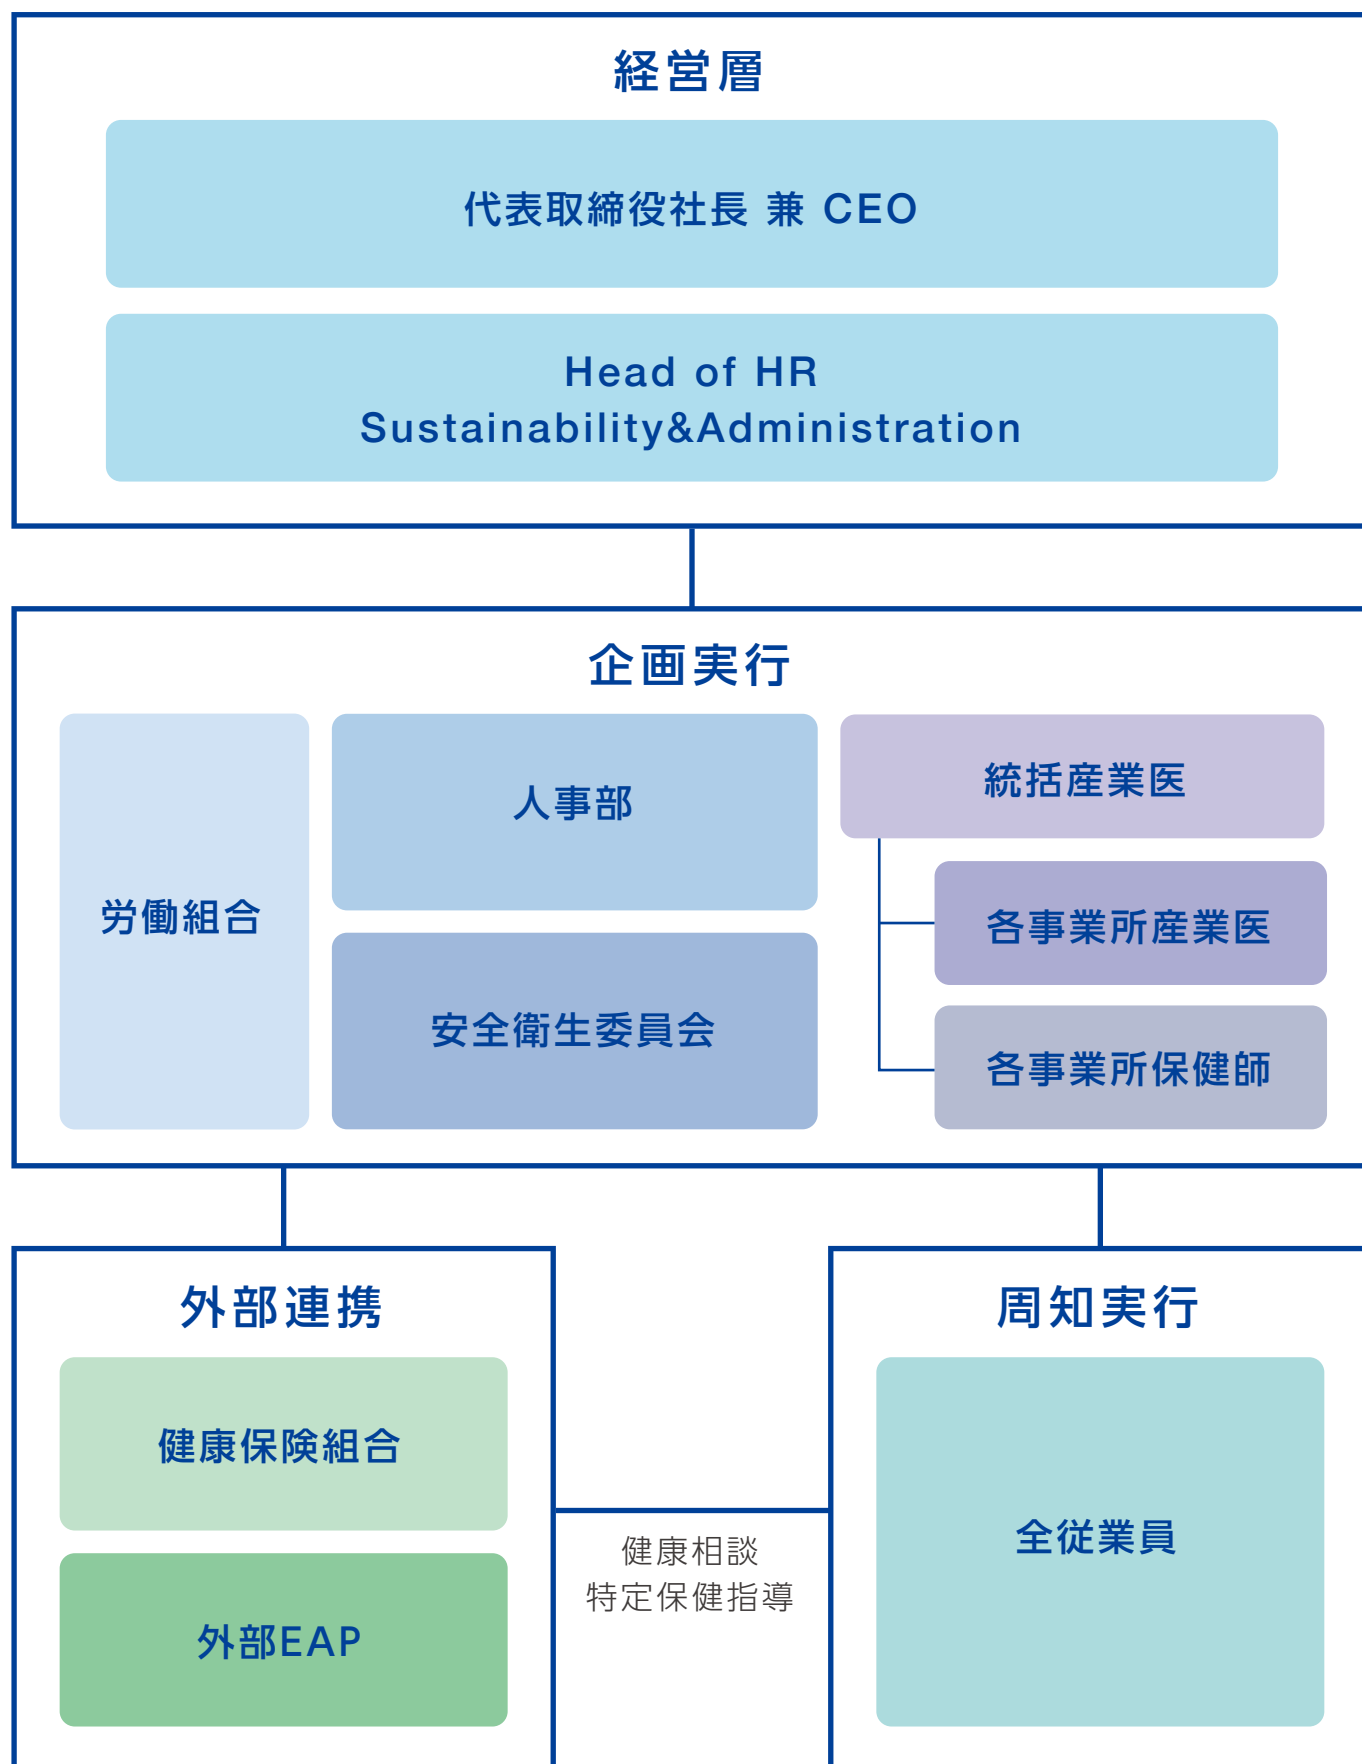 経営層
代表取締役社長 兼 CEO
Head of HR
Sustainability&Administration
企画実行
労働組合
人事部
安全衛生委員会
統括産業医
各事業所産業医
各事業所保健師
外部連携
健康保険組合
外部EAP
健康相談
特定保健指導
周知実行
全従業員